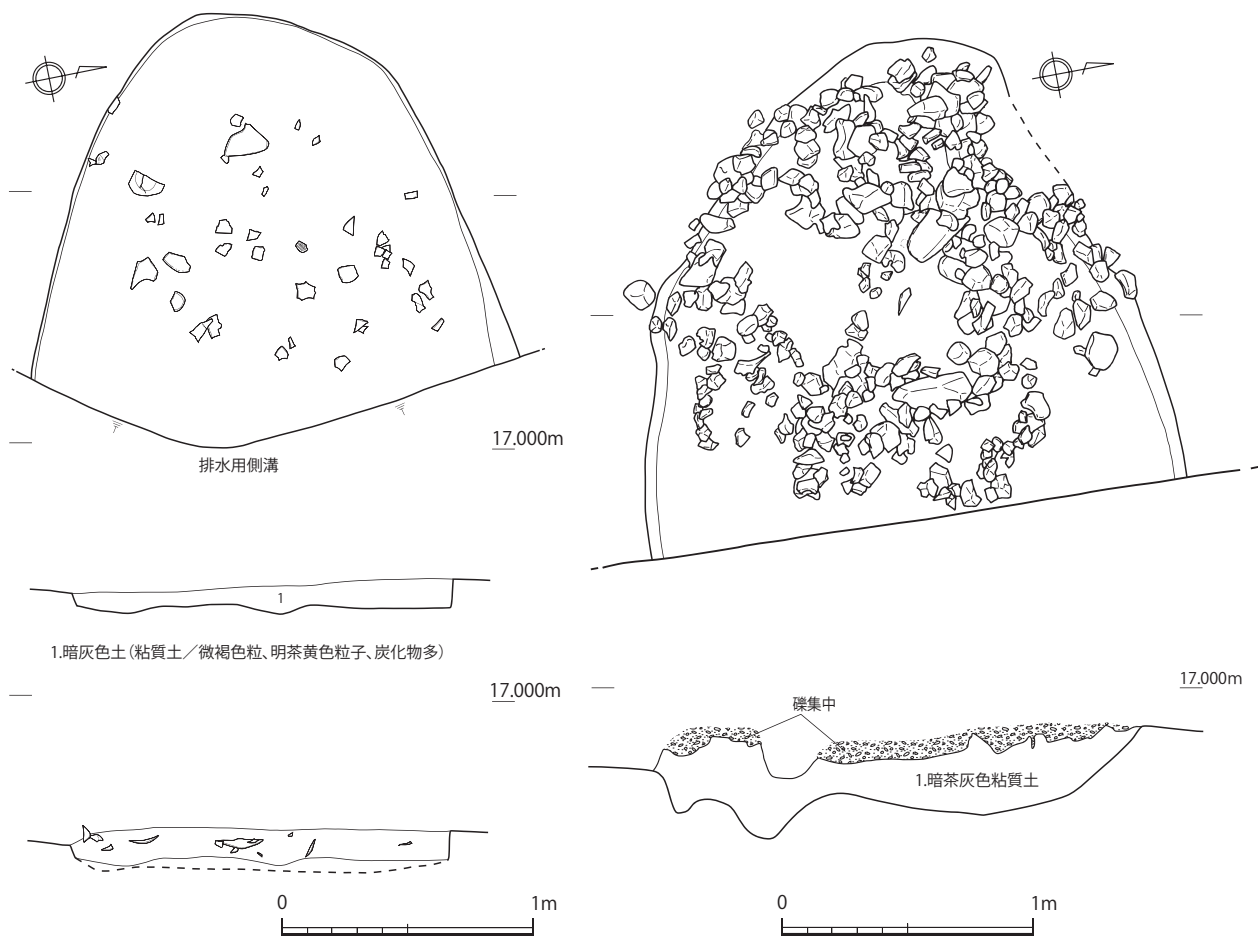 17.000m
排水用側溝
1
1.暗灰色土(粘質土/微褐色粒、明茶黄色粒子、炭化物多)
17.000m
0 1m
17.000m
礫集中
1.暗茶灰色粘質土
0 1m